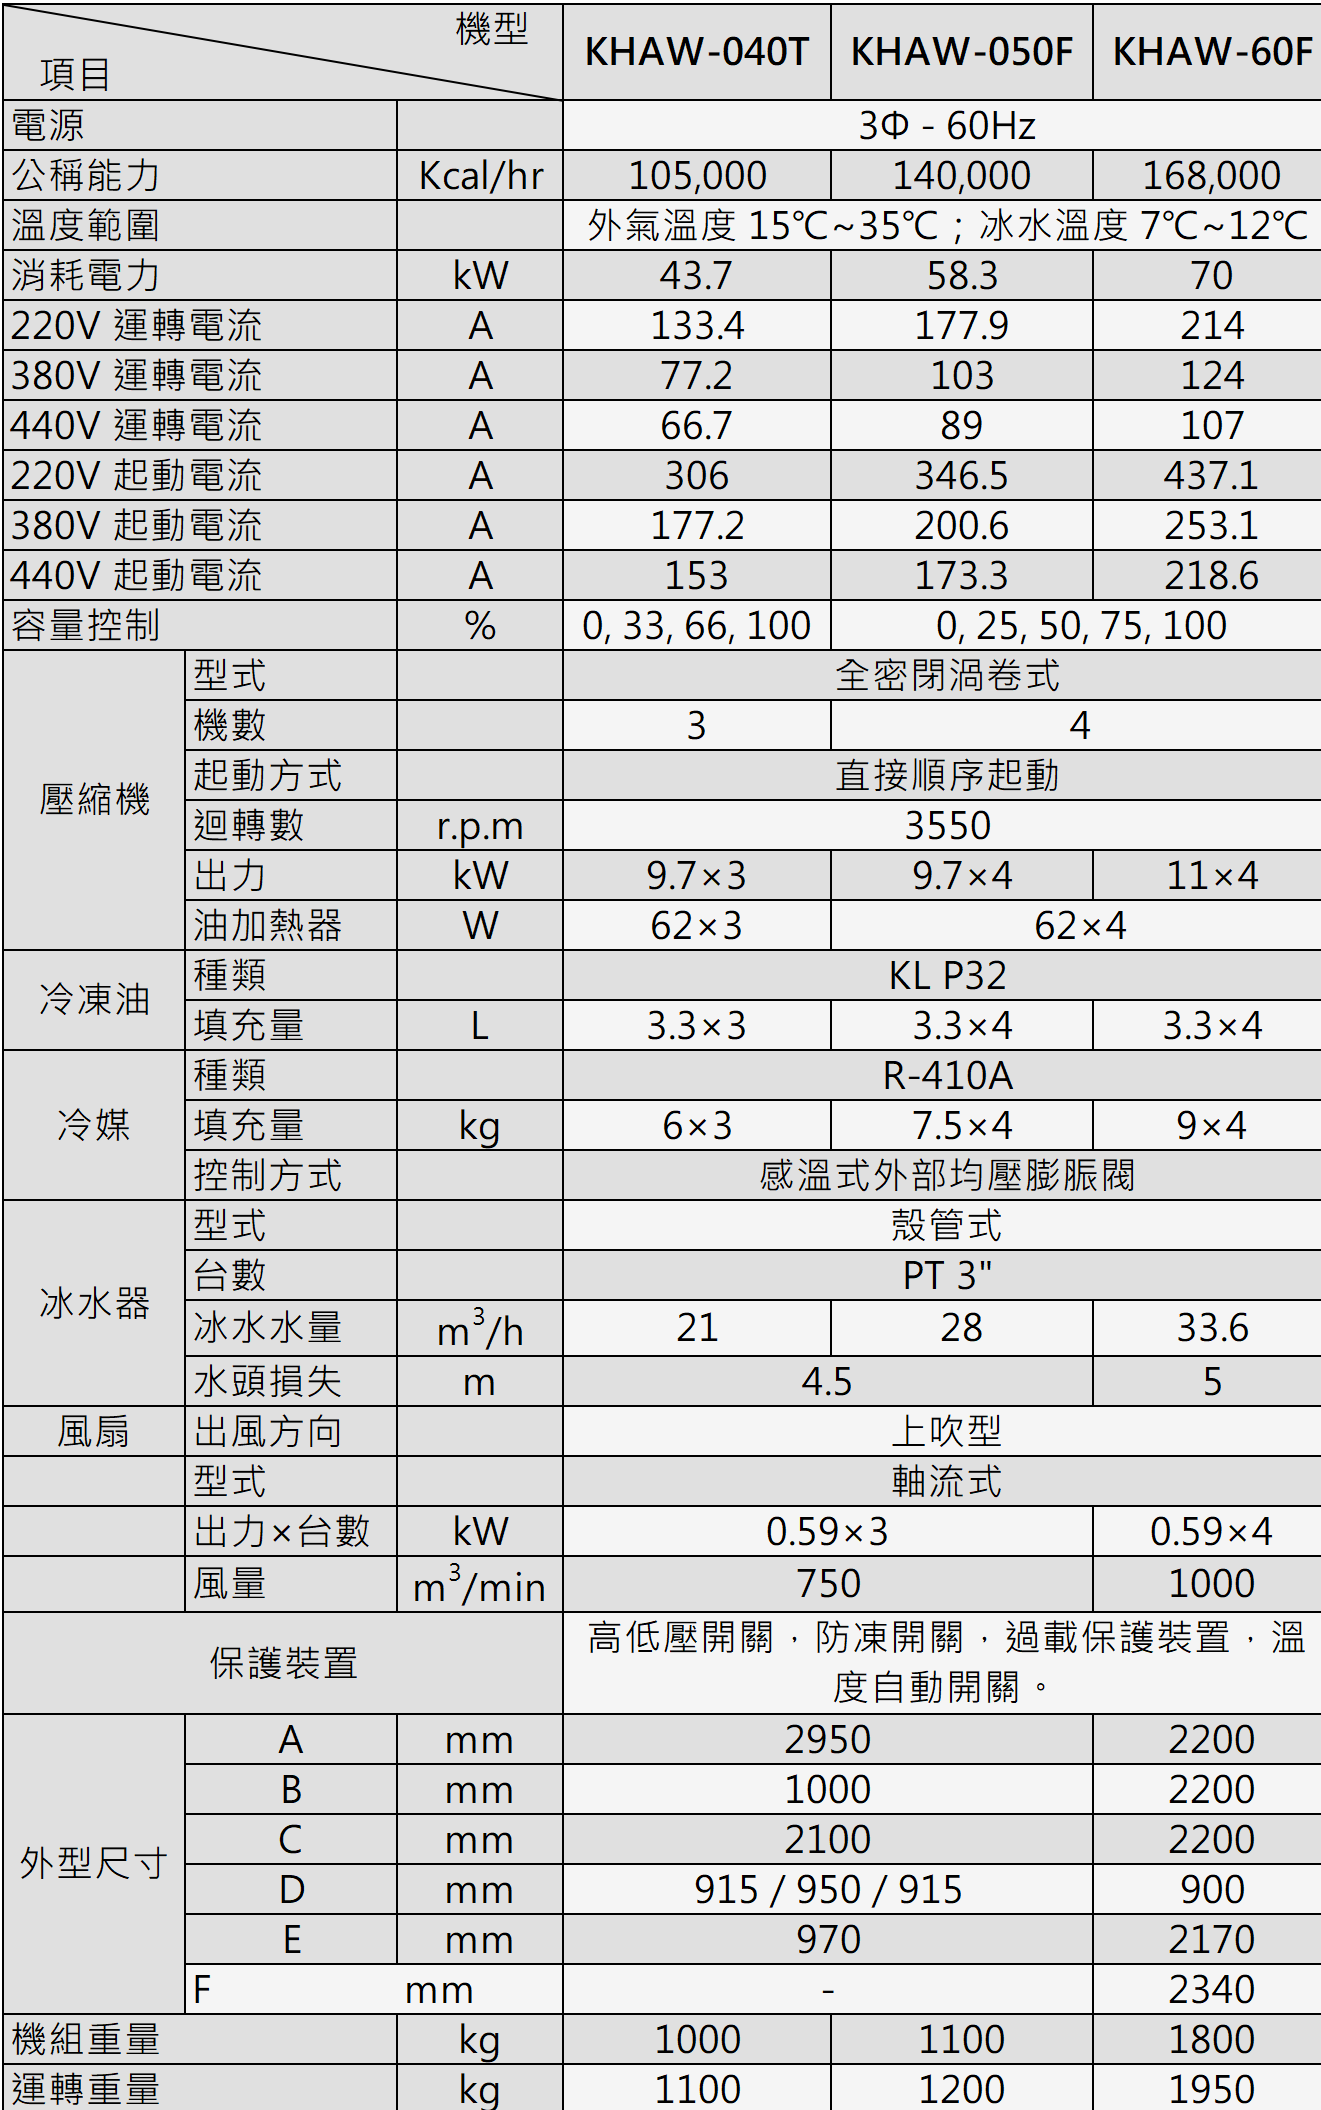 機型
項目
KHAW-040T KHAW-050F KHAW-60F
電源 3Φ - 60Hz
公稱能力 Kcal/hr 105,000 140,000 168,000
溫度範圍 外氣溫度 15℃~35℃；冰水溫度 7℃~12℃
消耗電力 kW 43.7 58.3 70
220V 運轉電流 A 133.4 177.9 214
380V 運轉電流 A 77.2 103 124
440V 運轉電流 A 66.7 89 107
220V 起動電流 A 306 346.5 437.1
380V 起動電流 A 177.2 200.6 253.1
440V 起動電流 A 153 173.3 218.6
容量控制 % 0, 33, 66, 100 0, 25, 50, 75, 100
壓縮機
型式 全密閉渦卷式
機數 3 4
起動方式 直接順序起動
迴轉數 r.p.m 3550
出力 kW 9.7×3 9.7×4 11×4
油加熱器 W 62×3 62×4
冷凍油
種類 KL P32
填充量 L 3.3×3 3.3×4 3.3×4
冷媒
種類 R-410A
填充量 kg 6×3 7.5×4 9×4
控制方式 感溫式外部均壓膨脹閥
冰水器
型式 殼管式
台數 PT 3"
冰水水量 m³/h 21 28 33.6
水頭損失 m 4.5 5
風扇 出風方向 上吹型
型式 軸流式
出力×台數 kW 0.59×3 0.59×4
風量 m³/min 750 1000
保護裝置
高低壓開關，防凍開關，過載保護裝置，溫
度自動開關。
外型尺寸
A mm 2950 2200
B mm 1000 2200
C mm 2100 2200
D mm 915 / 950 / 915 900
E mm 970 2170
F mm - 2340
機組重量 kg 1000 1100 1800
運轉重量 kg 1100 1200 1950